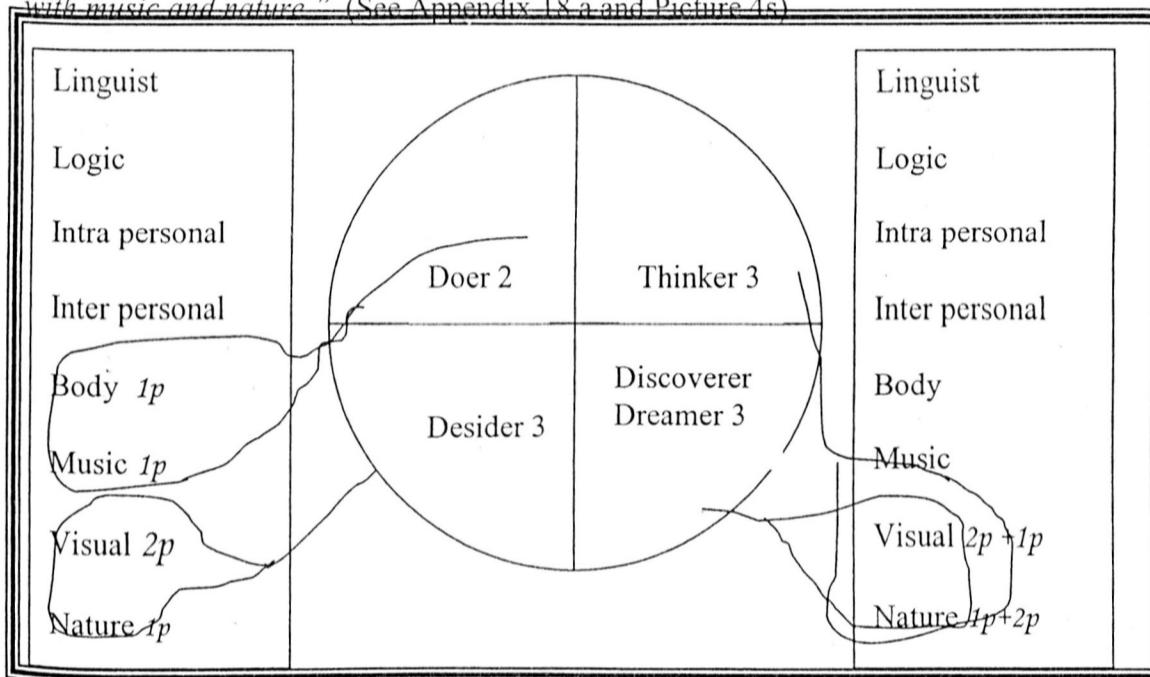 with music and nature." (See Appendix 18.a and Picture 4s)
Linguist
Logic
Intra personal
Inter personal
Body 1p
Music 1p
Visual 2p
Nature 1p
Doer 2
Thinker 3
Desider 3
Discoverer
Dreamer 3
Linguist
Logic
Intra personal
Inter personal
Body
Music
Visual 2p +1p
Nature 1p+2p